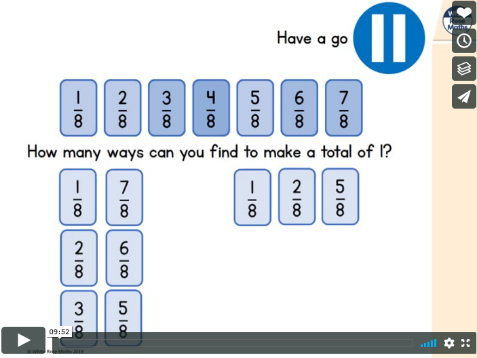 Have a go
1/8 2/8 3/8 4/8 5/8 6/8 7/8
How many ways can you find to make a total of 1?
1/8 7/8 1/8 2/8 5/8
2/8 6/8
3/8 5/8
09:52